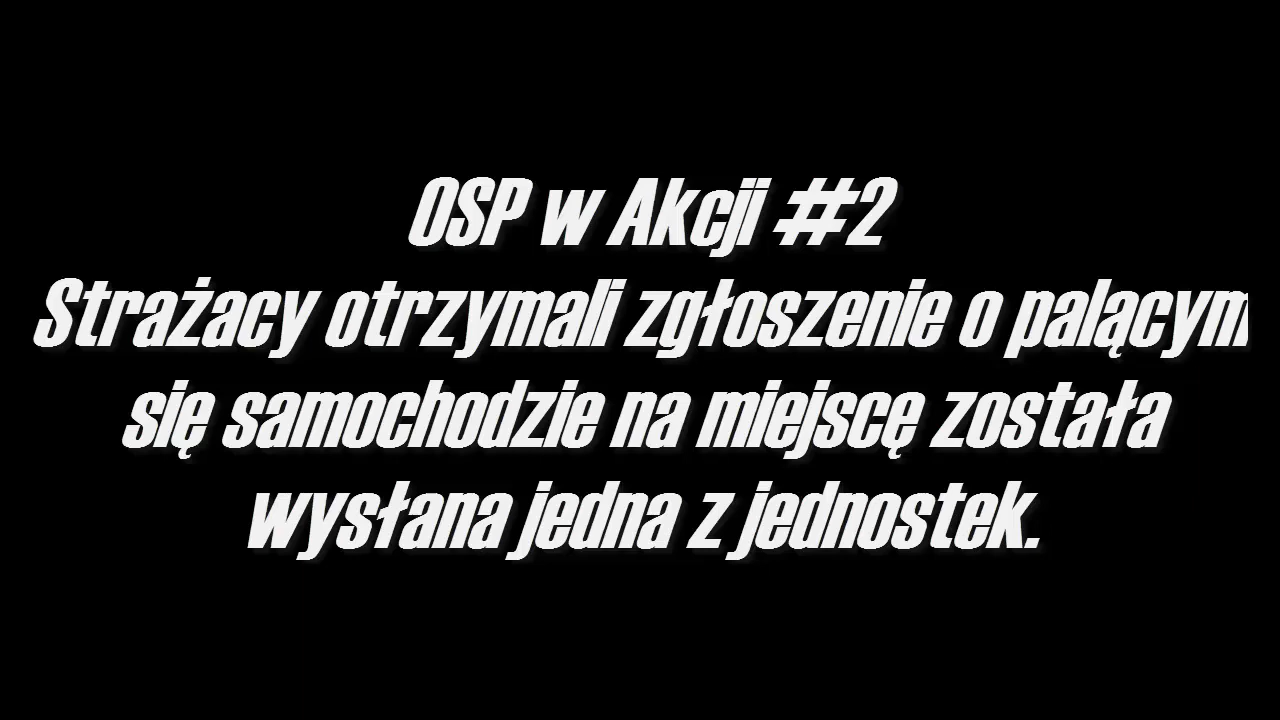 OSP w Akcji #2
Strażacy otrzymali zgłoszenie o palącym
się samochodzie na miejscę została
wysłana jedna z jednostek.